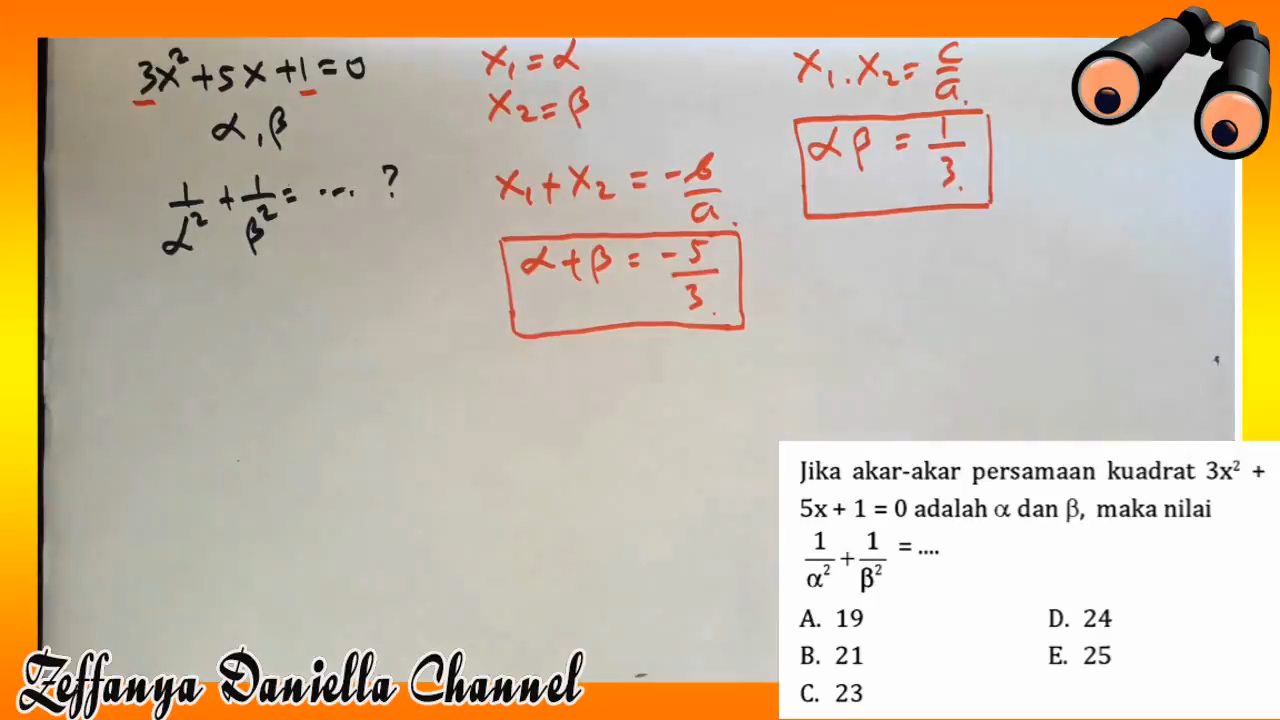 3x²+5x+1=0
α, β
1/α² + 1/β² = ... ?
x₁ = α
x₂ = β
x₁ + x₂ = -b/a.
α + β = -5/3.
x₁ . x₂ = c/a.
αβ = 1/3.
Jika akar-akar persamaan kuadrat 3x² +
5x + 1 = 0 adalah α dan β, maka nilai
1/α² + 1/β² = ....
A. 19
B. 21
C. 23
D. 24
E. 25
Zeffanya Daniella Channel